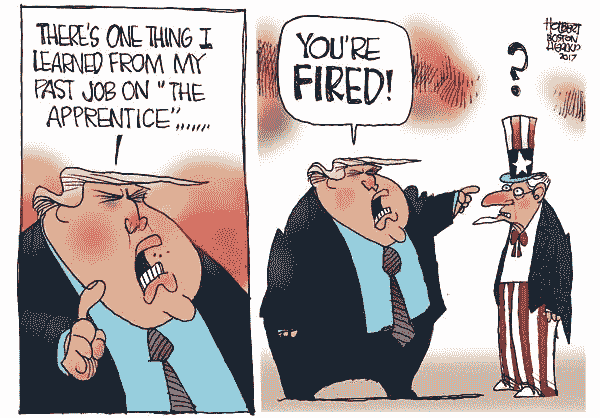 THERE'S ONE THING I
LEARNED FROM MY
PAST JOB ON "THE
APPRENTICE",......
YOU'RE
FIRED!
?
HOLBERT
BOSTON
HERALD
2017